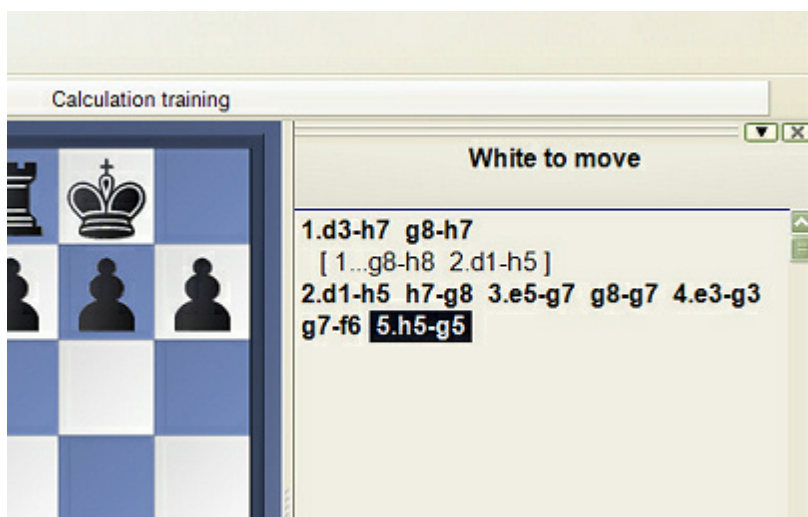 Calculation training
White to move
1.d3-h7 g8-h7
[ 1...g8-h8 2.d1-h5 ]
2.d1-h5 h7-g8 3.e5-g7 g8-g7 4.e3-g3
g7-f6 5.h5-g5